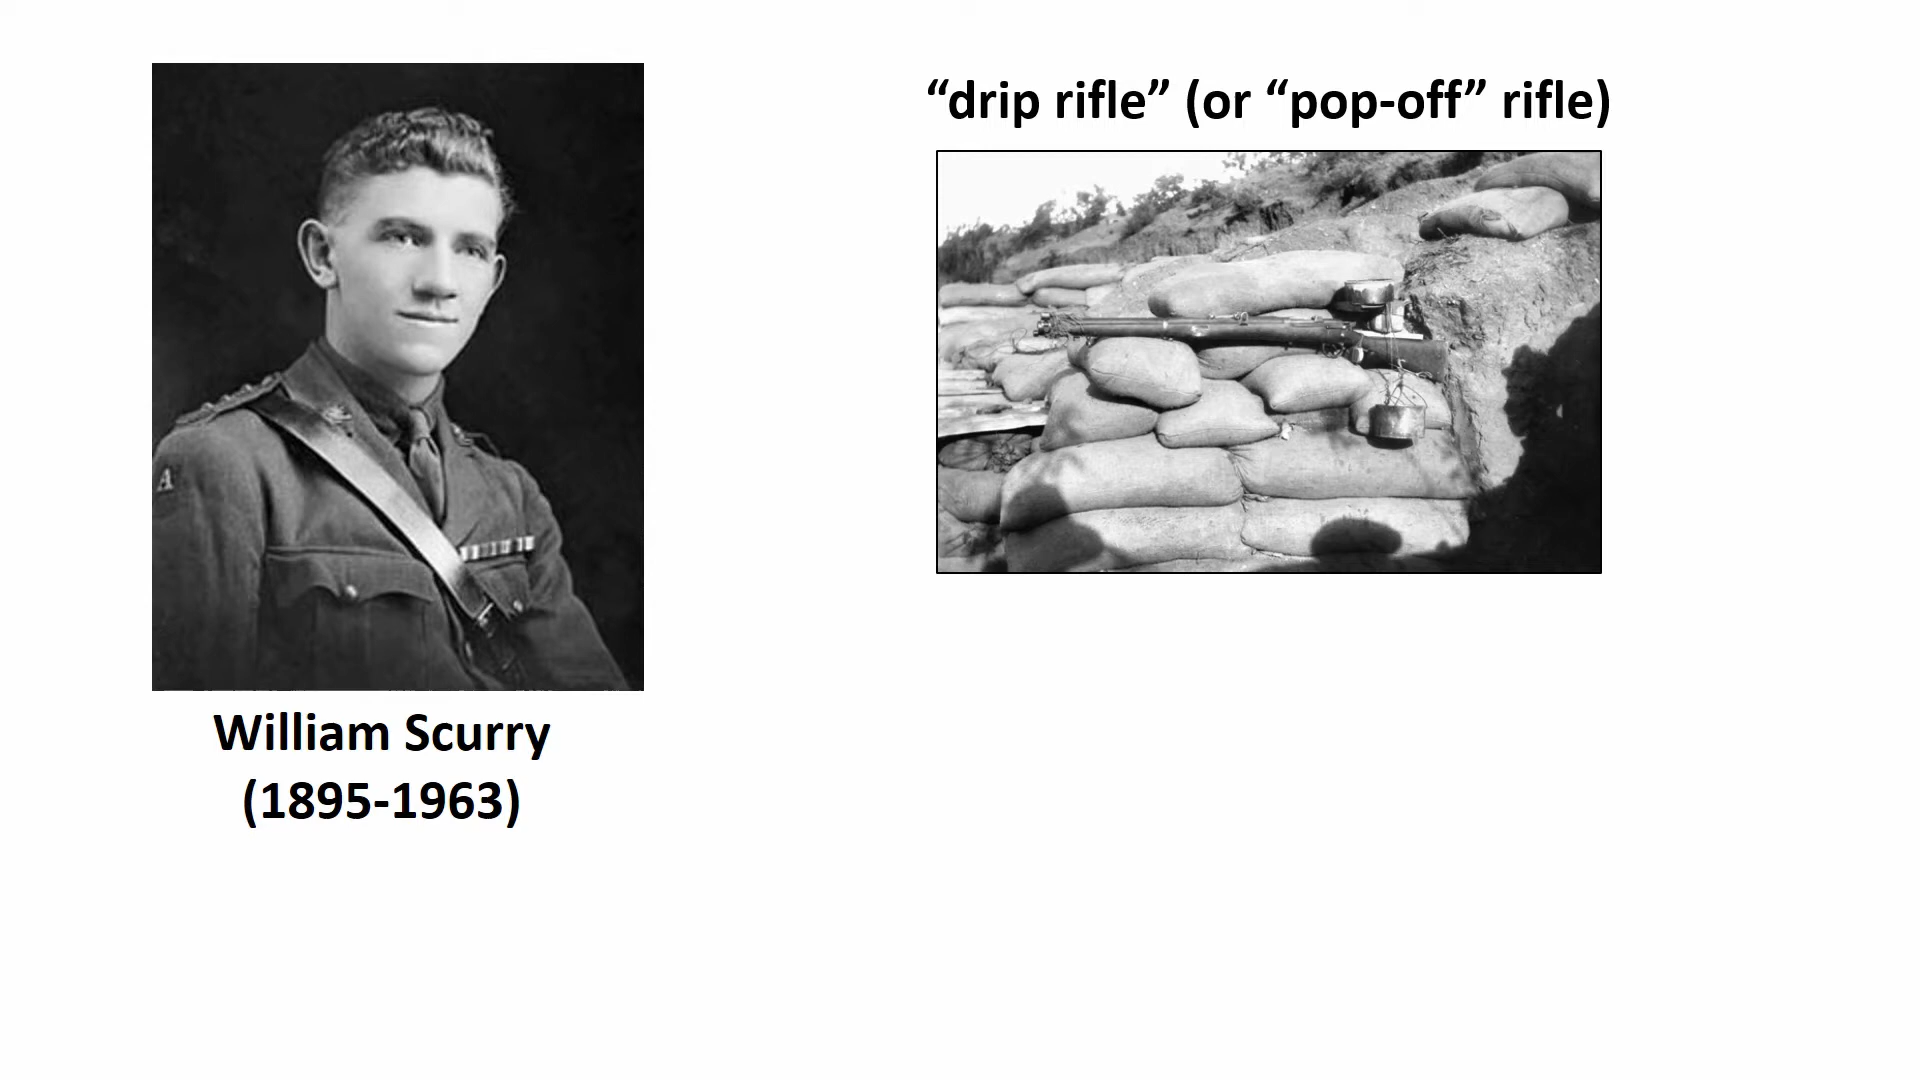 “drip rifle” (or “pop-off” rifle)
A
William Scurry
(1895-1963)